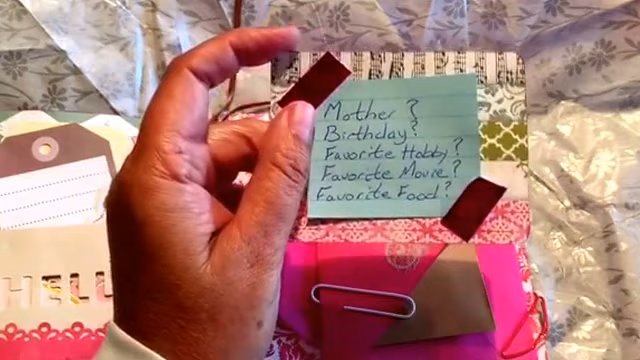 Mother ?
Birthday?
Favorite Hobby?
Favorite Movie?
Favorite Food?
HELL